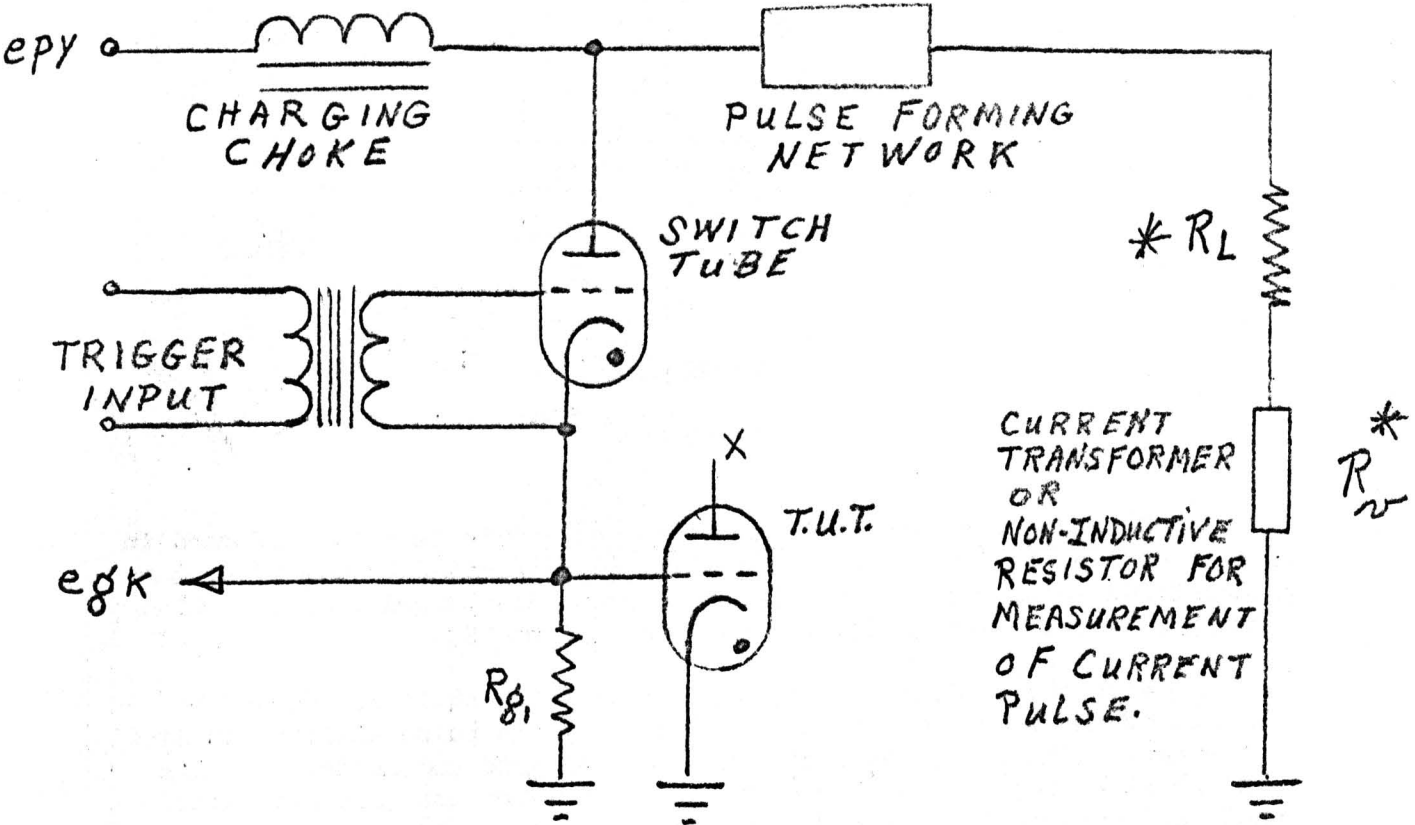 epy
CHARGING
CHOKE
PULSE FORMING
NETWORK
SWITCH
TUBE
* RL
TRIGGER
INPUT
X
T.U.T.
CURRENT
TRANSFORMER
OR
NON-INDUCTIVE
RESISTOR FOR
MEASUREMENT
OF CURRENT
PULSE.
Rv*
egk
Rg1